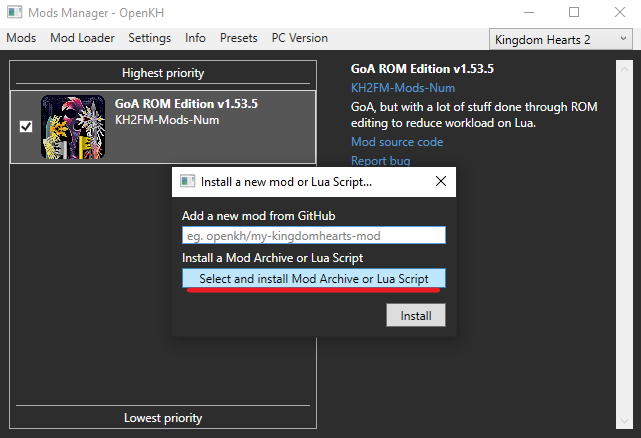 Mods Manager - OpenKH
Mods Mod Loader Settings Info Presets PC Version Kingdom Hearts 2
Highest priority
GoA ROM Edition v1.53.5
KH2FM-Mods-Num
GoA ROM Edition v1.53.5
KH2FM-Mods-Num
GoA, but with a lot of stuff done through ROM
editing to reduce workload on Lua.
Mod source code
Report bug
Install a new mod or Lua Script...
Add a new mod from GitHub
eg. openkh/my-kingdomhearts-mod
Install a Mod Archive or Lua Script
Select and install Mod Archive or Lua Script
Install
Lowest priority